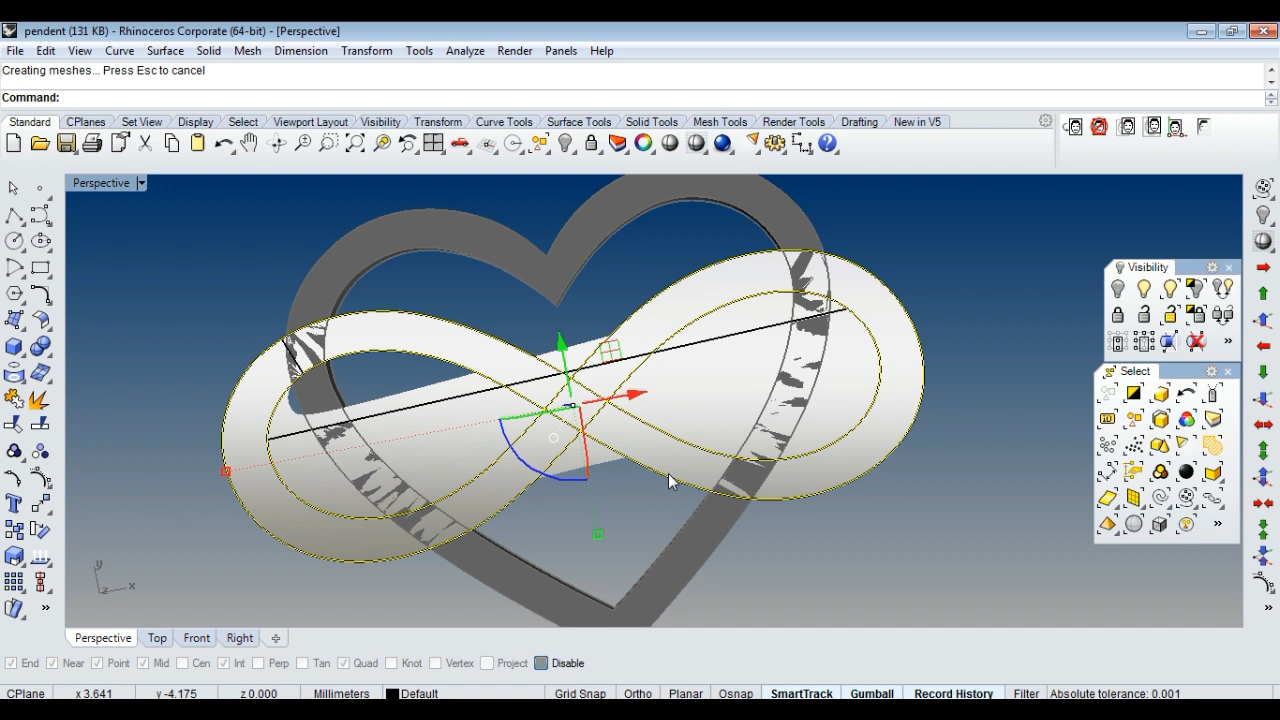 pendent (131 KB) - Rhinoceros Corporate (64-bit) - [Perspective]
File Edit View Curve Surface Solid Mesh Dimension Transform Tools Analyze Render Panels Help
Creating meshes... Press Esc to cancel
Command:
Standard CPlanes Set View Display Select Viewport Layout Visibility Transform Curve Tools Surface Tools Solid Tools Mesh Tools Render Tools Drafting New in V5
Perspective
Visibility
Select
y
z x
Perspective Top Front Right
End Near Point Mid Cen Int Perp Tan Quad Knot Vertex Project Disable
CPlane x 3.641 y -4.175 z 0.000 Millimeters Default Grid Snap Ortho Planar Osnap SmartTrack Gumball Record History Filter Absolute tolerance: 0.001